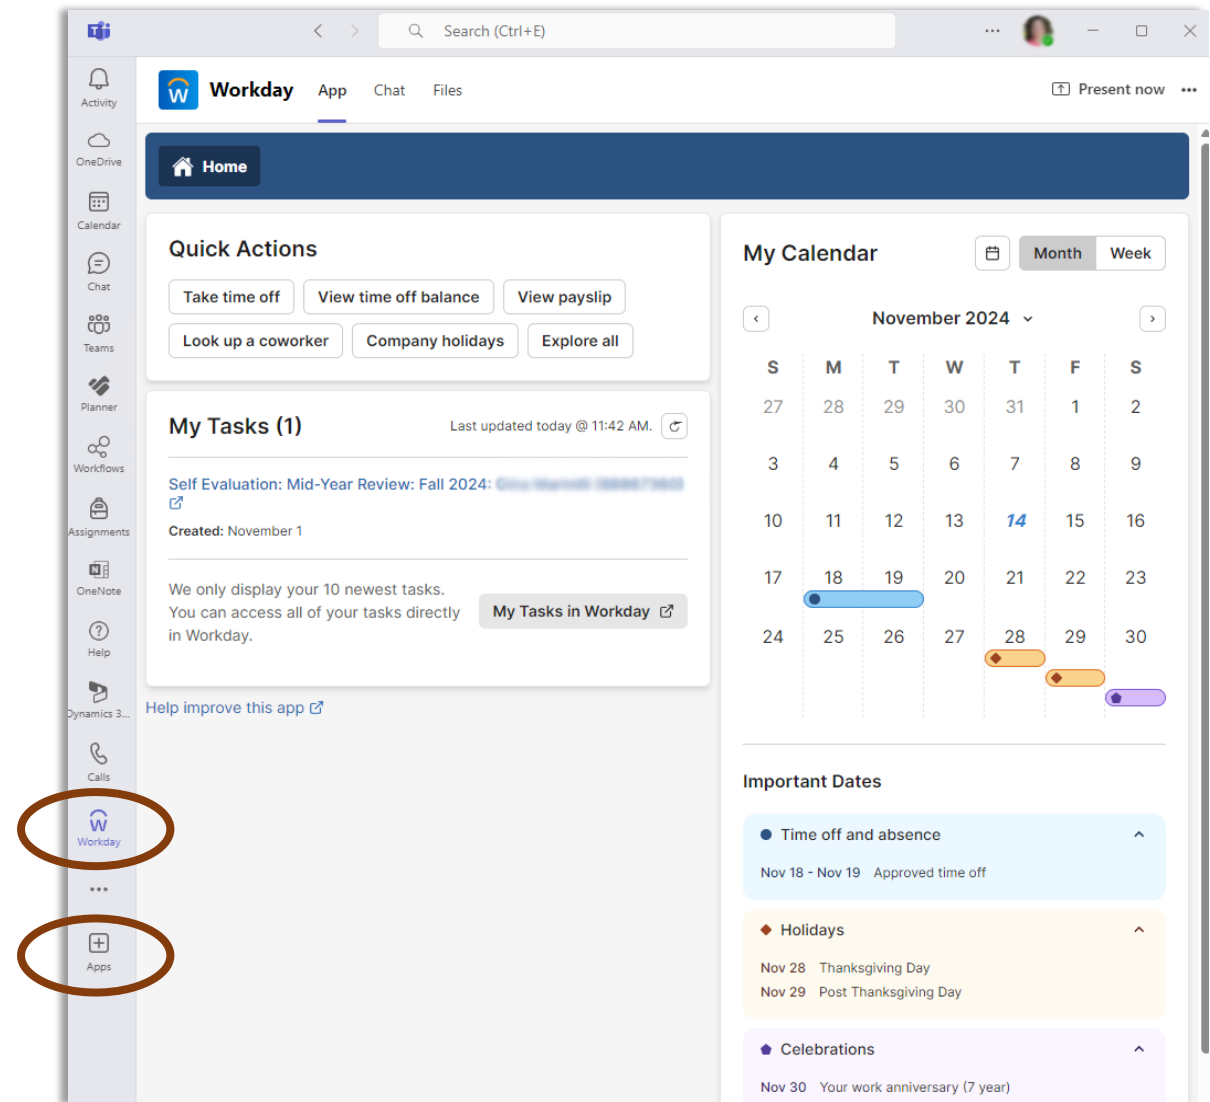 Search (Ctrl+E)
Activity
OneDrive
Calendar
Chat
Teams
Planner
Workflows
Assignments
OneNote
Help
Dynamics 3...
Calls
Workday
Apps
Workday App Chat Files Present now
Home
Quick Actions
Take time off View time off balance View payslip
Look up a coworker Company holidays Explore all
My Tasks (1) Last updated today @ 11:42 AM.
Self Evaluation: Mid-Year Review: Fall 2024:
Created: November 1
We only display your 10 newest tasks.
You can access all of your tasks directly
in Workday.
My Tasks in Workday
Help improve this app
My Calendar Month Week
November 2024
S M T W T F S
27 28 29 30 31 1 2
3 4 5 6 7 8 9
10 11 12 13 14 15 16
17 18 19 20 21 22 23
24 25 26 27 28 29 30
Important Dates
Time off and absence
Nov 18 - Nov 19 Approved time off
Holidays
Nov 28 Thanksgiving Day
Nov 29 Post Thanksgiving Day
Celebrations
Nov 30 Your work anniversary (7 year)